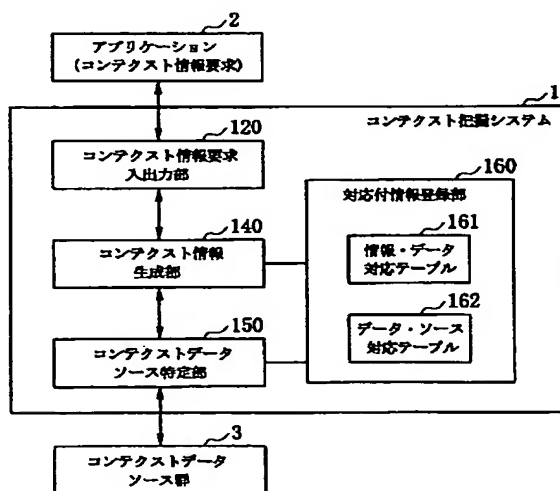 2
アプリケーション
(コンテクスト情報要求)
1
コンテクスト把握システム
120
コンテクスト情報要求
入出力部
160
対応付情報登録部
140
コンテクスト情報
生成部
161
情報・データ
対応テーブル
162
データ・ソース
対応テーブル
150
コンテクストデータ
ソース特定部
3
コンテクストデータ
ソース群